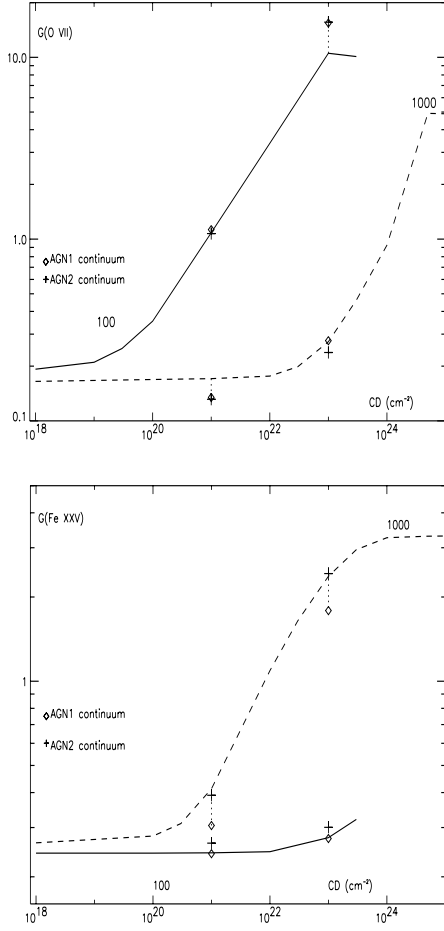 G(O VII)
10.0
1000
1.0
◇AGN1 continuum
+AGN2 continuum
100
CD (cm⁻²)
0.1
10¹⁸ 10²⁰ 10²² 10²⁴
G(Fe XXV)
1000
1
◇AGN1 continuum
+AGN2 continuum
100 CD (cm⁻²)
10¹⁸ 10²⁰ 10²² 10²⁴